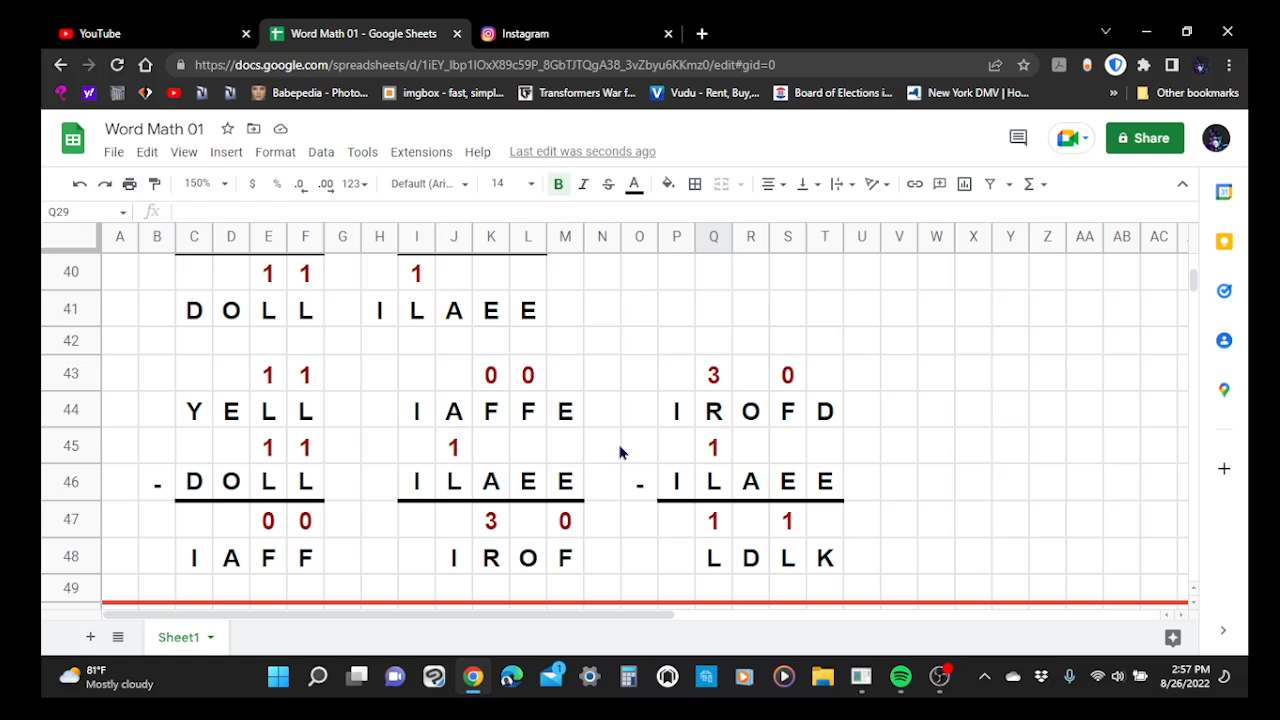 YouTube
Word Math 01 - Google Sheets
Instagram
https://docs.google.com/spreadsheets/d/1iEY_Ibp1IOxX89c59P_8GbTJTQgA38_3vZbyu6KKmz0/edit#gid=0
Babepedia - Photo...
imgbox - fast, simpl...
Transformers War f...
Vudu - Rent, Buy,...
Board of Elections i...
New York DMV | Ho...
»
Other bookmarks
Word Math 01
File Edit View Insert Format Data Tools Extensions Help Last edit was seconds ago
Share
150% $ % .0 .00 123 Default (Ari... 14 B I S A
Q29 fx
A B C D E F G H I J K L M N O P Q R S T U V W X Y Z AA AB AC
40 1 1 1
41 D O L L I L A E E
42
43 1 1 0 0 3 0
44 Y E L L I A F F E I R O F D
45 1 1 1 1
46 - D O L L I L A E E - I L A E E
47 0 0 3 0 1 1
48 I A F F I R O F L D L K
49
Sheet1
81°F
Mostly cloudy
2:57 PM
8/26/2022